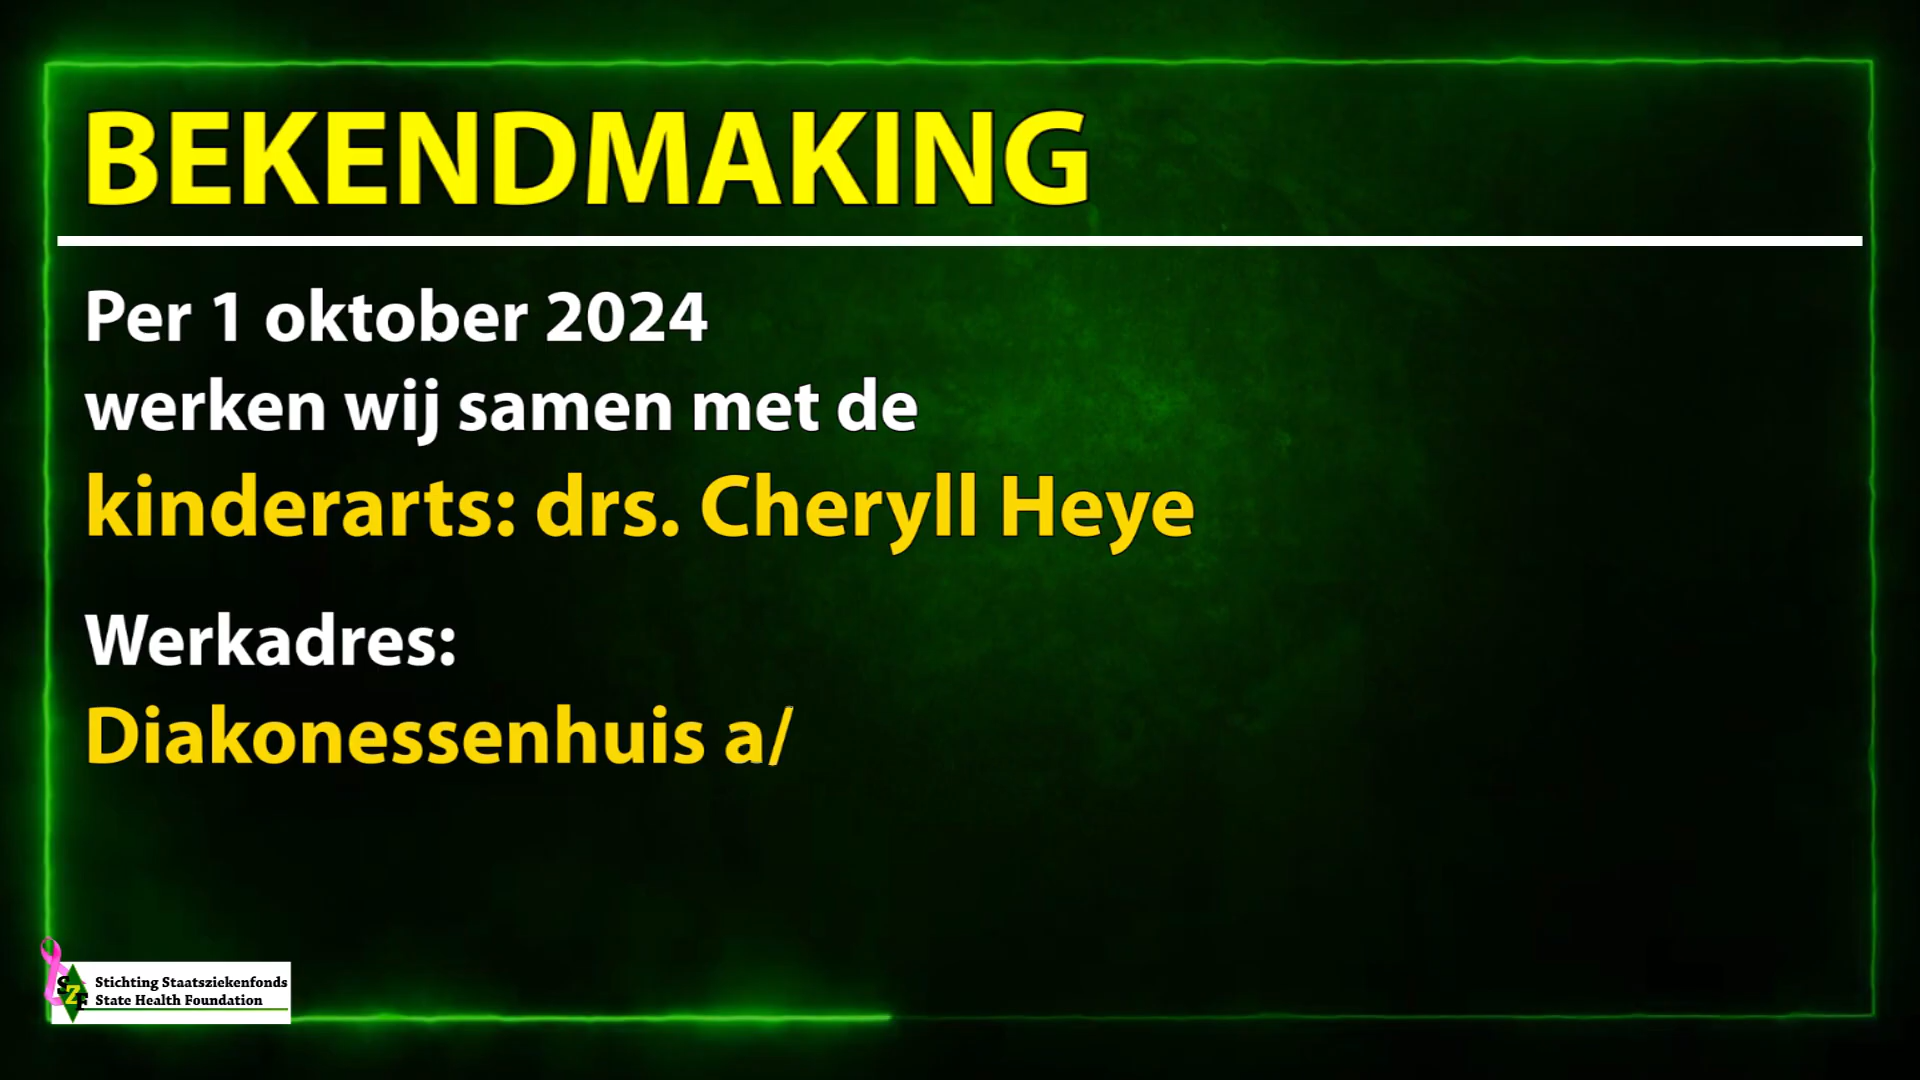 BEKENDMAKING
Per 1 oktober 2024
werken wij samen met de
kinderarts: drs. Cheryll Heye
Werkadres:
Diakonessenhuis a/
SZF
Stichting Staatsziekenfonds
State Health Foundation